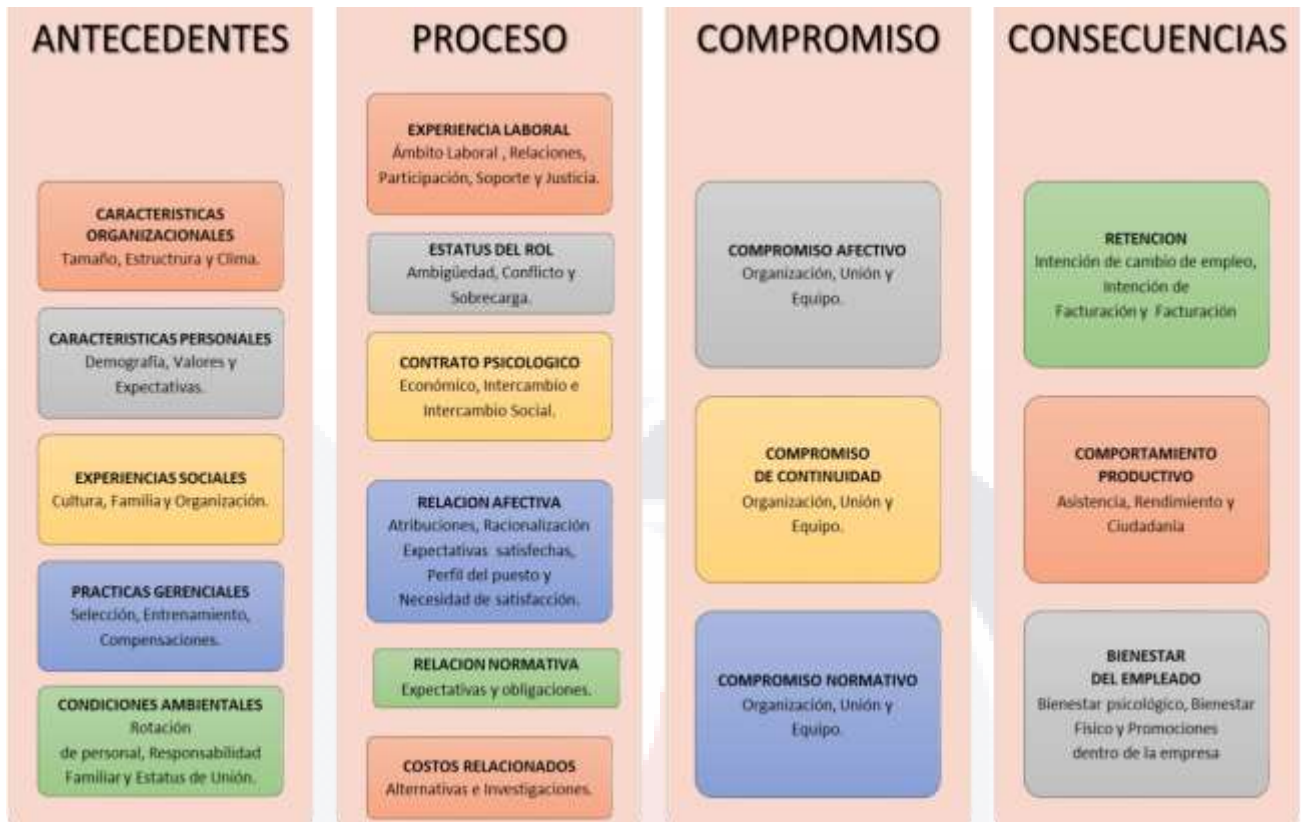 ANTECEDENTES
CARACTERISTICAS
ORGANIZACIONALES
Tamaño, Estructrura y Clima.
CARACTERISTICAS PERSONALES
Demografía, Valores y
Expectativas.
EXPERIENCIAS SOCIALES
Cultura, Familia y Organización.
PRACTICAS GERENCIALES
Selección, Entrenamiento,
Compensaciones.
CONDICIONES AMBIENTALES
Rotación
de personal, Responsabilidad
Familiar y Estatus de Unión.
PROCESO
EXPERIENCIA LABORAL
Ámbito Laboral , Relaciones,
Participación, Soporte y Justicia.
ESTATUS DEL ROL
Ambigüedad, Conflicto y
Sobrecarga.
CONTRATO PSICOLOGICO
Económico, Intercambio e
Intercambio Social.
RELACION AFECTIVA
Atribuciones, Racionalización
Expectativas satisfechas,
Perfil del puesto y
Necesidad de satisfacción.
RELACION NORMATIVA
Expectativas y obligaciones.
COSTOS RELACIONADOS
Alternativas e Investigaciones.
COMPROMISO
COMPROMISO AFECTIVO
Organización, Unión y
Equipo.
COMPROMISO
DE CONTINUIDAD
Organización, Unión y
Equipo.
COMPROMISO NORMATIVO
Organización, Unión y
Equipo.
CONSECUENCIAS
RETENCION
Intención de cambio de empleo,
Intención de
Facturación y Facturación
COMPORTAMIENTO
PRODUCTIVO
Asistencia, Rendimiento y
Ciudadanía
BIENESTAR
DEL EMPLEADO
Bienestar psicológico, Bienestar
Físico y Promociones
dentro de la empresa